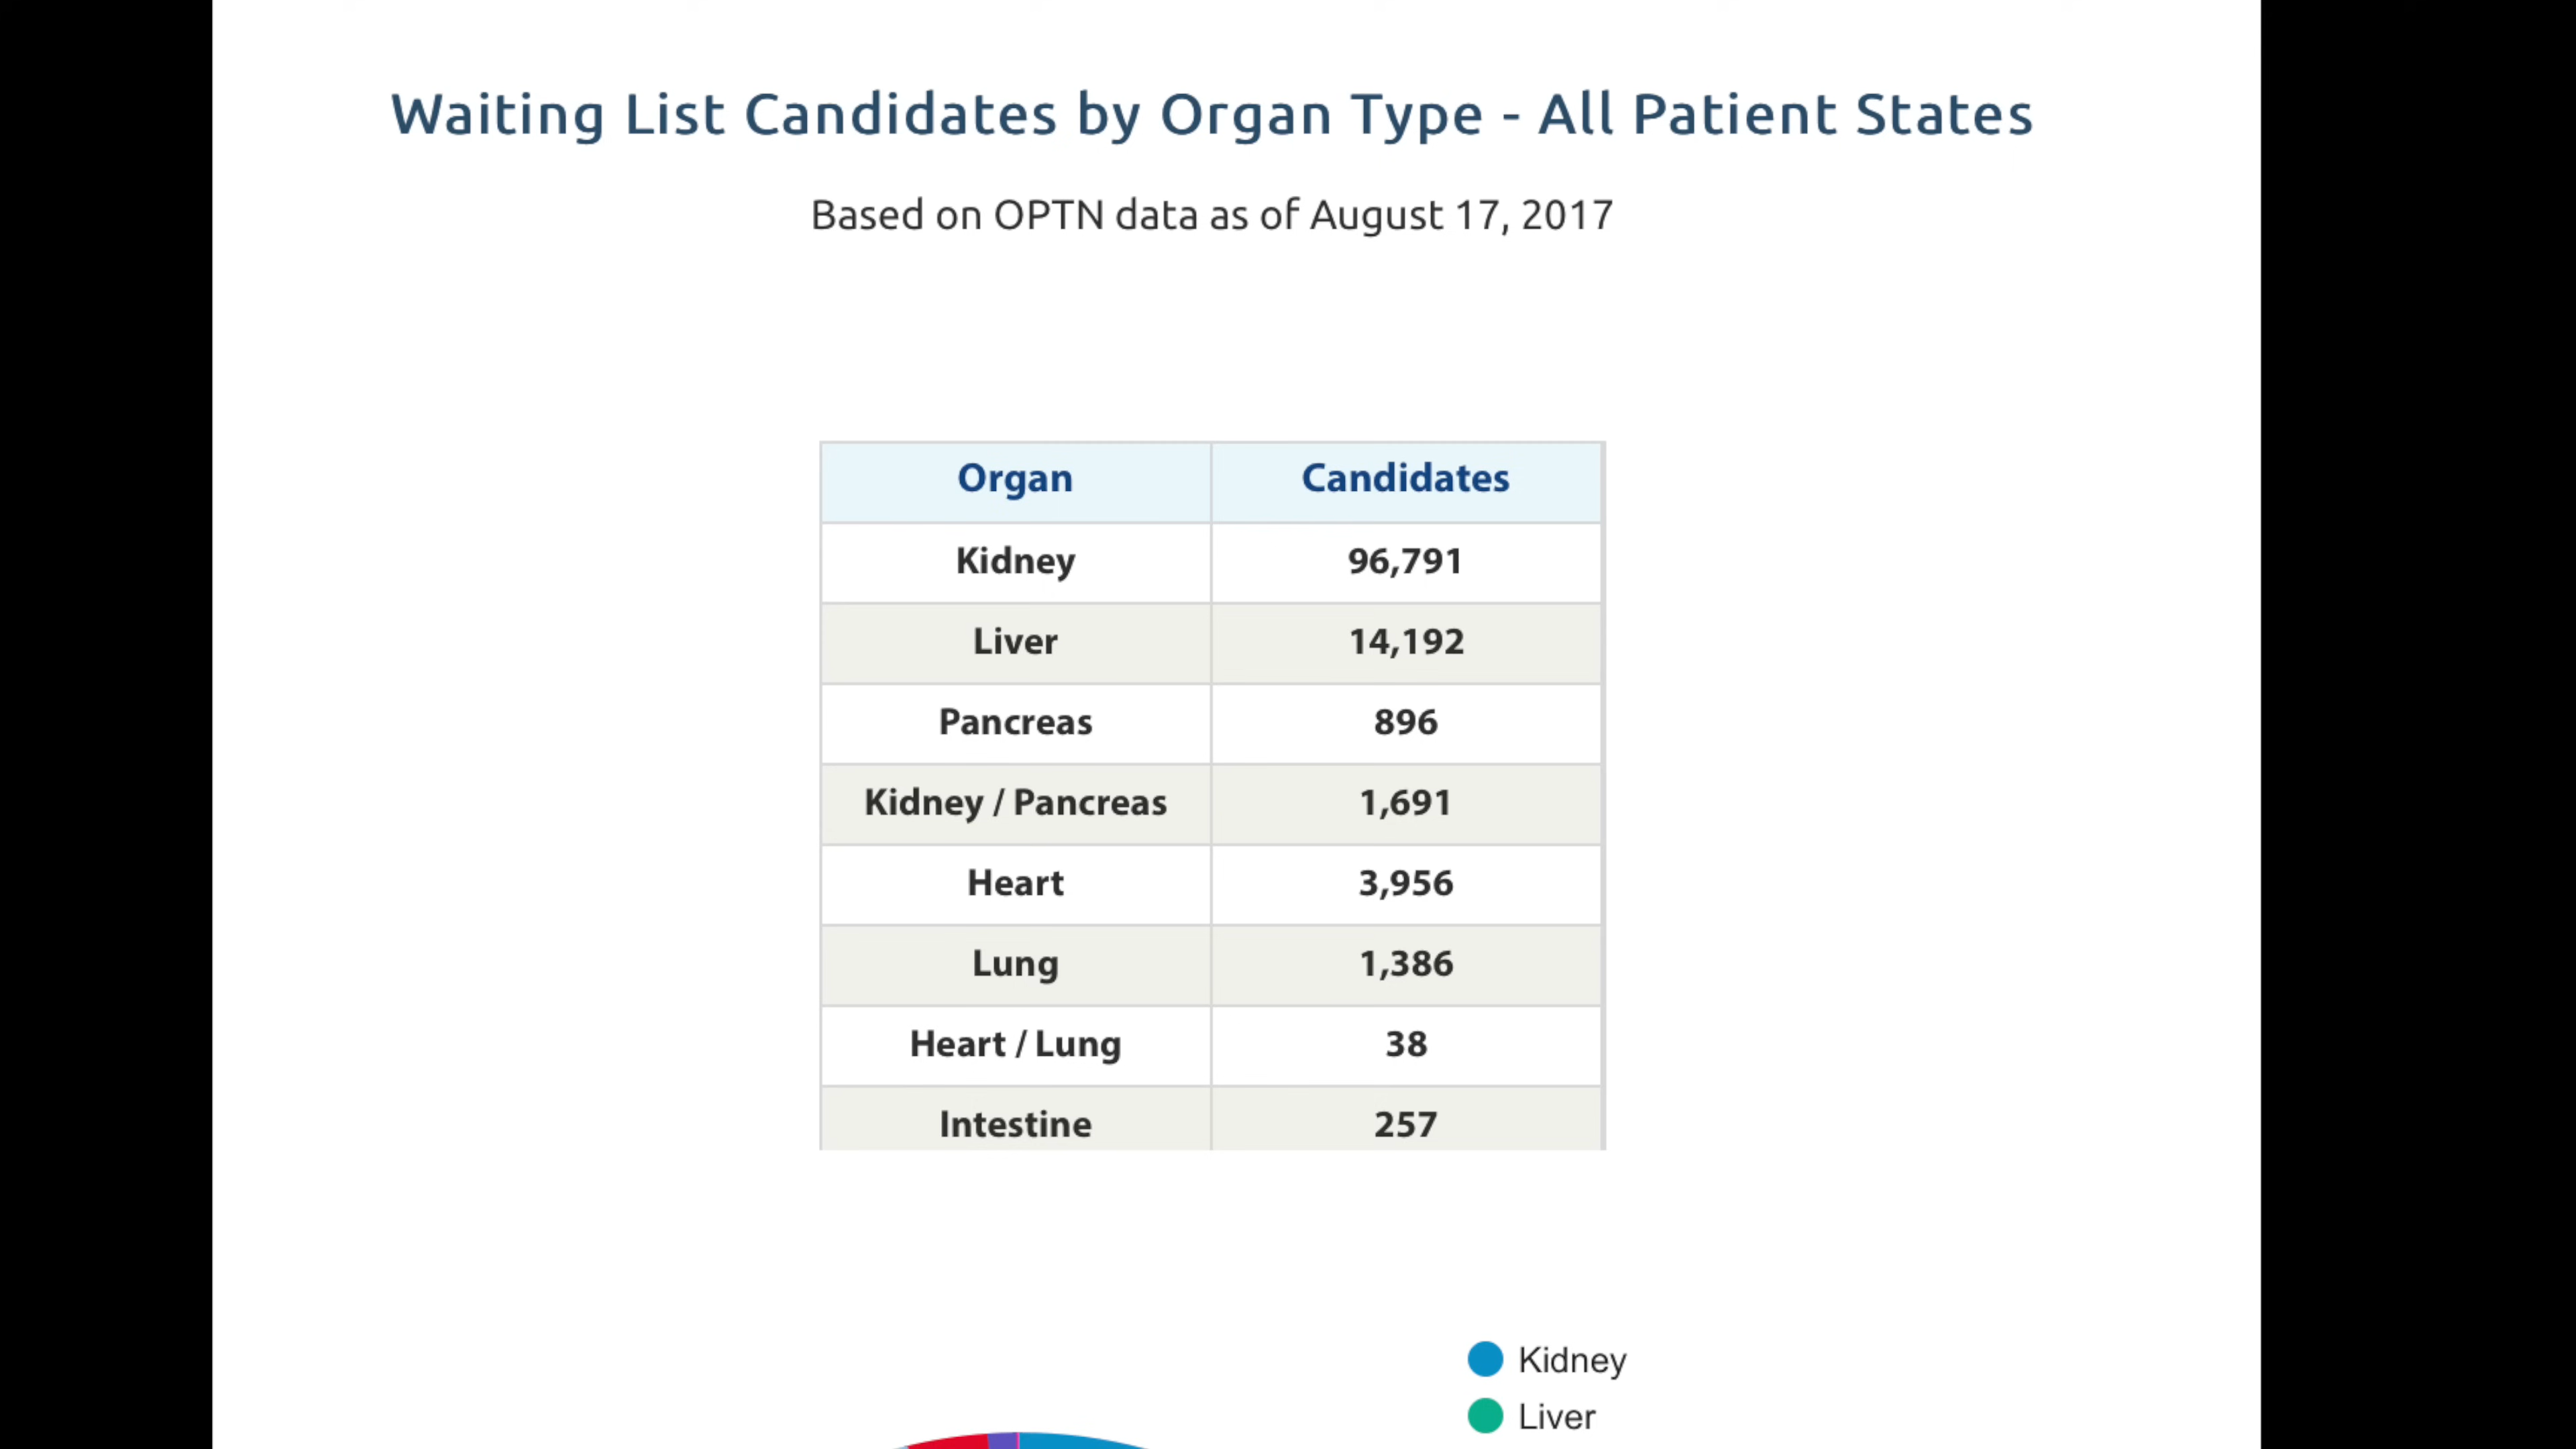 Waiting List Candidates by Organ Type - All Patient States
Based on OPTN data as of August 17, 2017
Organ Candidates
Kidney 96,791
Liver 14,192
Pancreas 896
Kidney / Pancreas 1,691
Heart 3,956
Lung 1,386
Heart / Lung 38
Intestine 257
Kidney
Liver